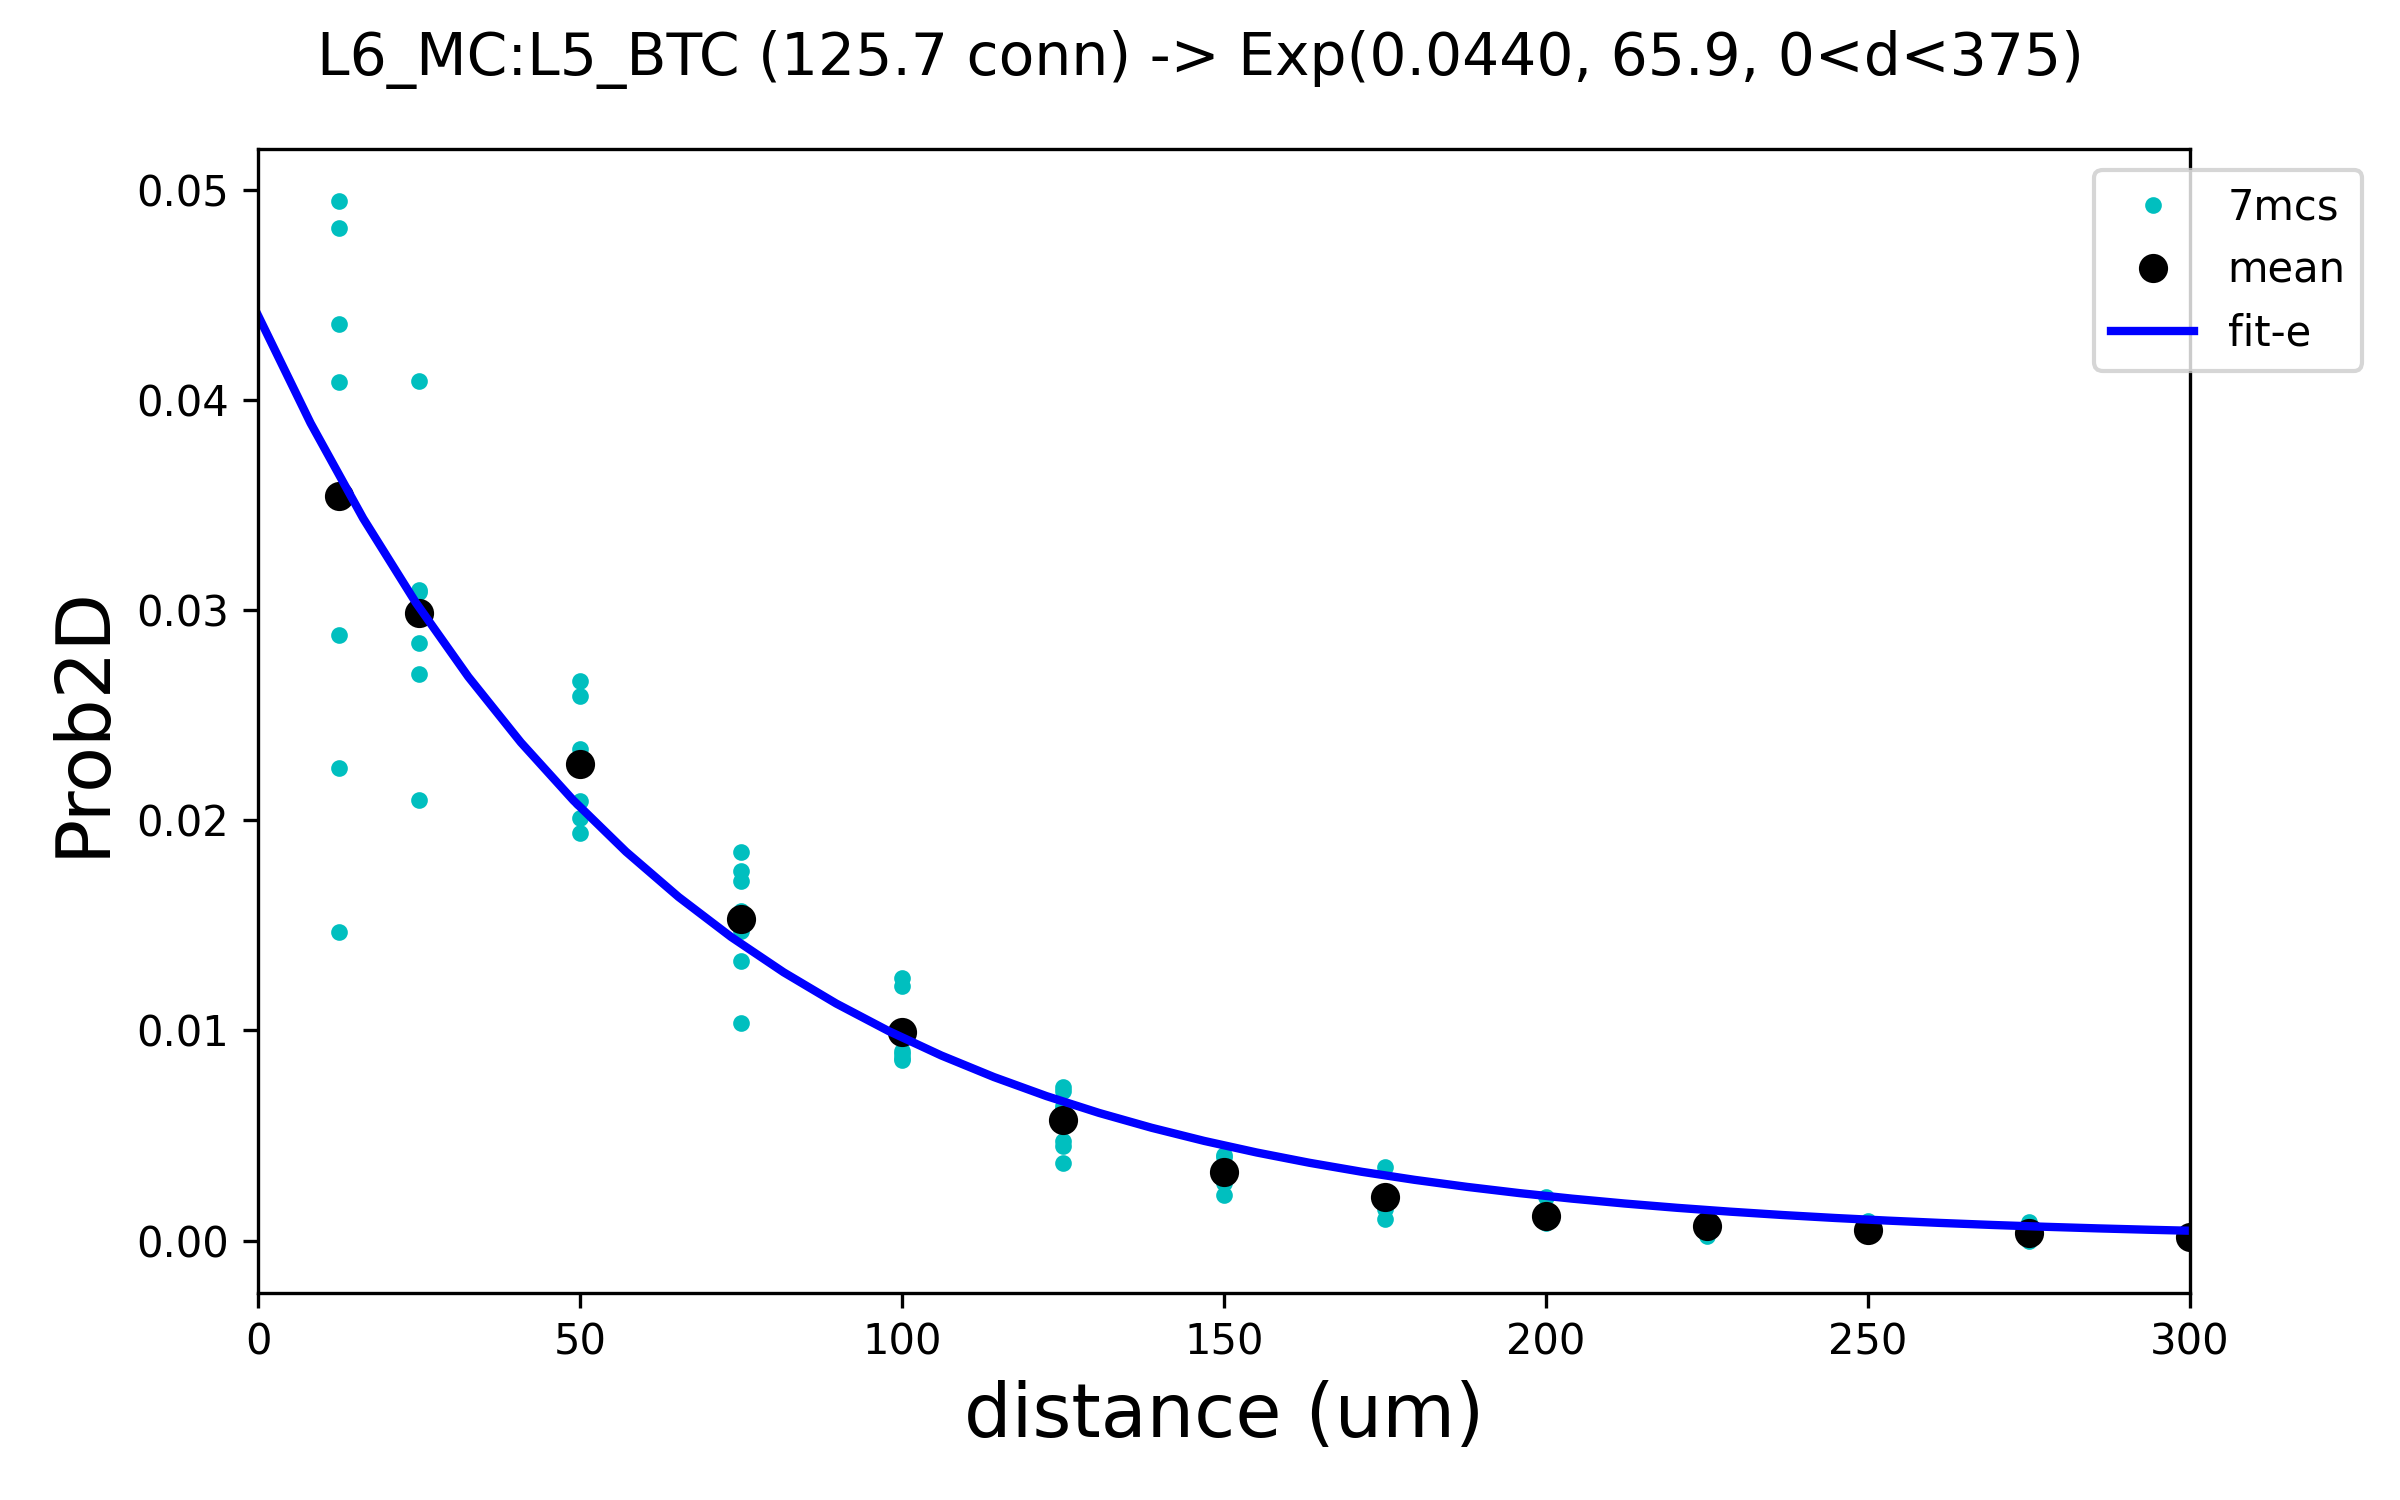 L6_MC:L5_BTC (125.7 conn) -> Exp(0.0440, 65.9, 0<d<375)
0.05
0.04
0.03
0.02
0.01
0.00
Prob2D
7mcs
mean
fit-e
0 50 100 150 200 250 300
distance (um)